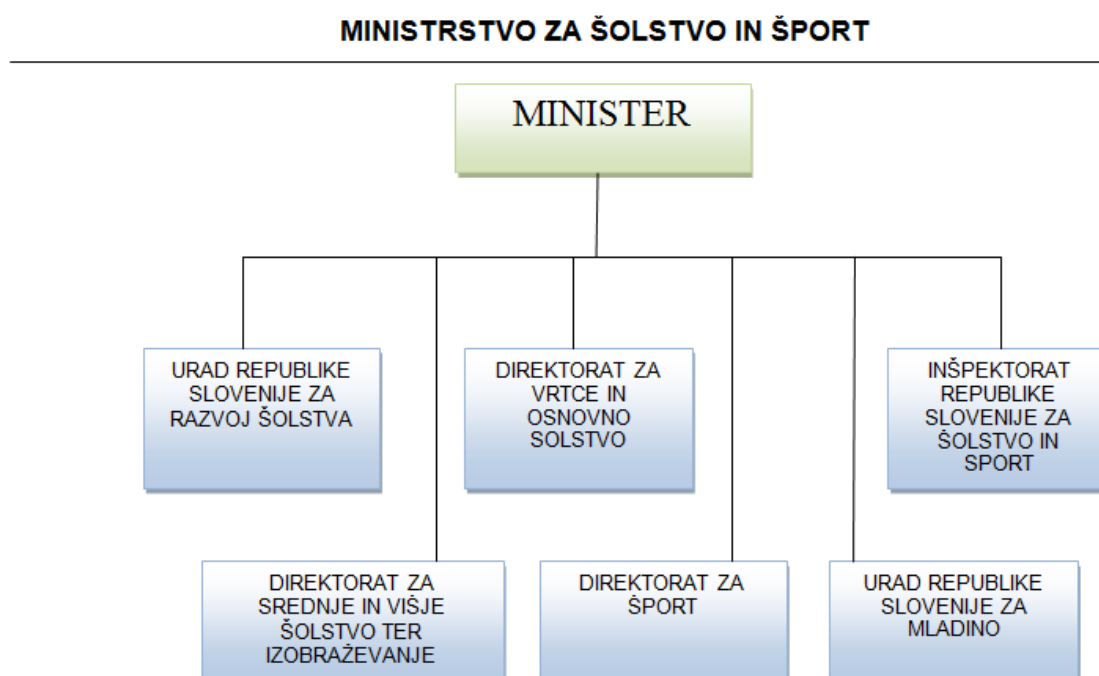 MINISTRSTVO ZA ŠOLSTVO IN ŠPORT
MINISTER
URAD REPUBLIKE
SLOVENIJE ZA
RAZVOJ ŠOLSTVA
DIREKTORAT ZA
VRTCE IN
OSNOVNO
SOLSTVO
INŠPEKTORAT
REPUBLIKE
SLOVENIJE ZA
ŠOLSTVO IN
SPORT
DIREKTORAT ZA
SREDNJE IN VIŠJE
ŠOLSTVO TER
IZOBRAŽEVANJE
DIREKTORAT ZA
ŠPORT
URAD REPUBLIKE
SLOVENIJE ZA
MLADINO